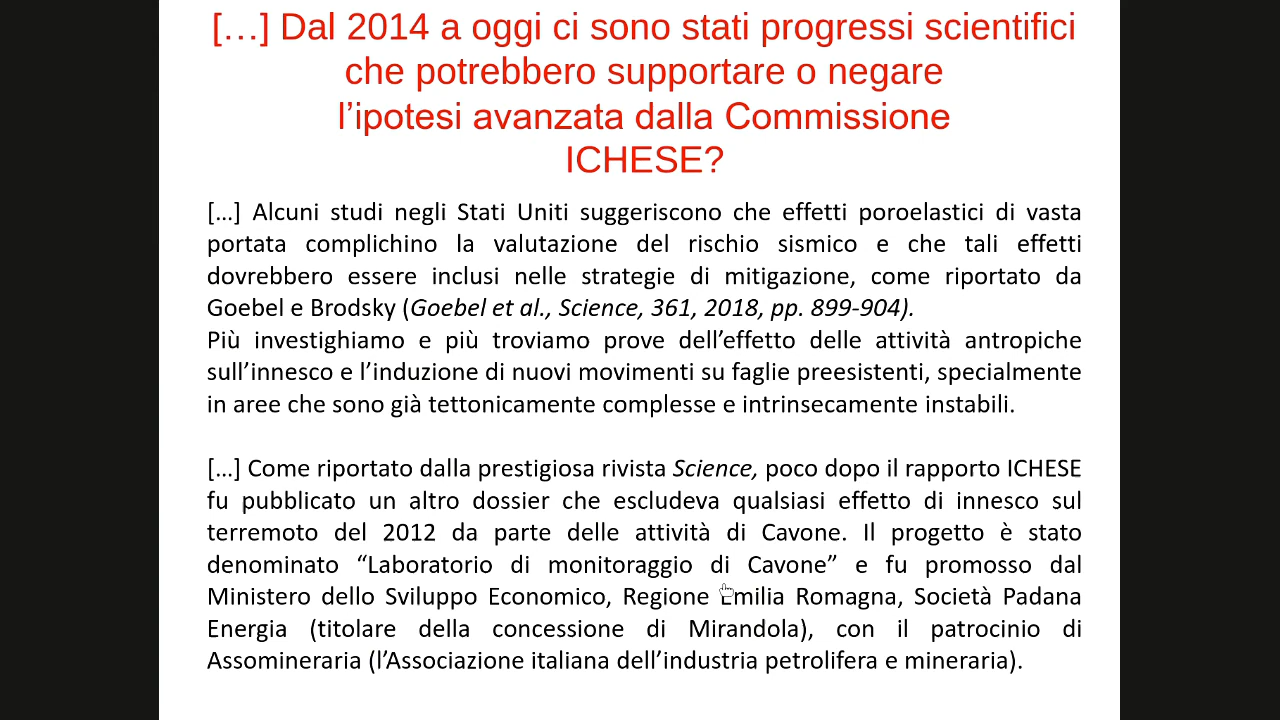 […] Dal 2014 a oggi ci sono stati progressi scientifici
che potrebbero supportare o negare
l’ipotesi avanzata dalla Commissione
ICHESE?
[…] Alcuni studi negli Stati Uniti suggeriscono che effetti poroelastici di vasta
portata complichino la valutazione del rischio sismico e che tali effetti
dovrebbero essere inclusi nelle strategie di mitigazione, come riportato da
Goebel e Brodsky (Goebel et al., Science, 361, 2018, pp. 899-904).
Più investighiamo e più troviamo prove dell’effetto delle attività antropiche
sull’innesco e l’induzione di nuovi movimenti su faglie preesistenti, specialmente
in aree che sono già tettonicamente complesse e intrinsecamente instabili.
[…] Come riportato dalla prestigiosa rivista Science, poco dopo il rapporto ICHESE
fu pubblicato un altro dossier che escludeva qualsiasi effetto di innesco sul
terremoto del 2012 da parte delle attività di Cavone. Il progetto è stato
denominato “Laboratorio di monitoraggio di Cavone” e fu promosso dal
Ministero dello Sviluppo Economico, Regione Emilia Romagna, Società Padana
Energia (titolare della concessione di Mirandola), con il patrocinio di
Assomineraria (l’Associazione italiana dell’industria petrolifera e mineraria).